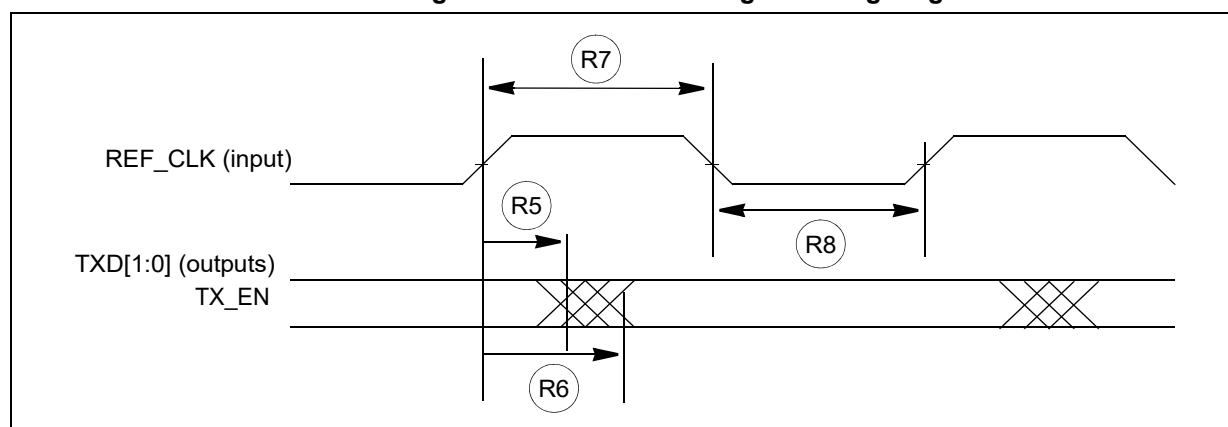 R7
REF_CLK (input)
R5
R8
TXD[1:0] (outputs)
TX_EN
R6